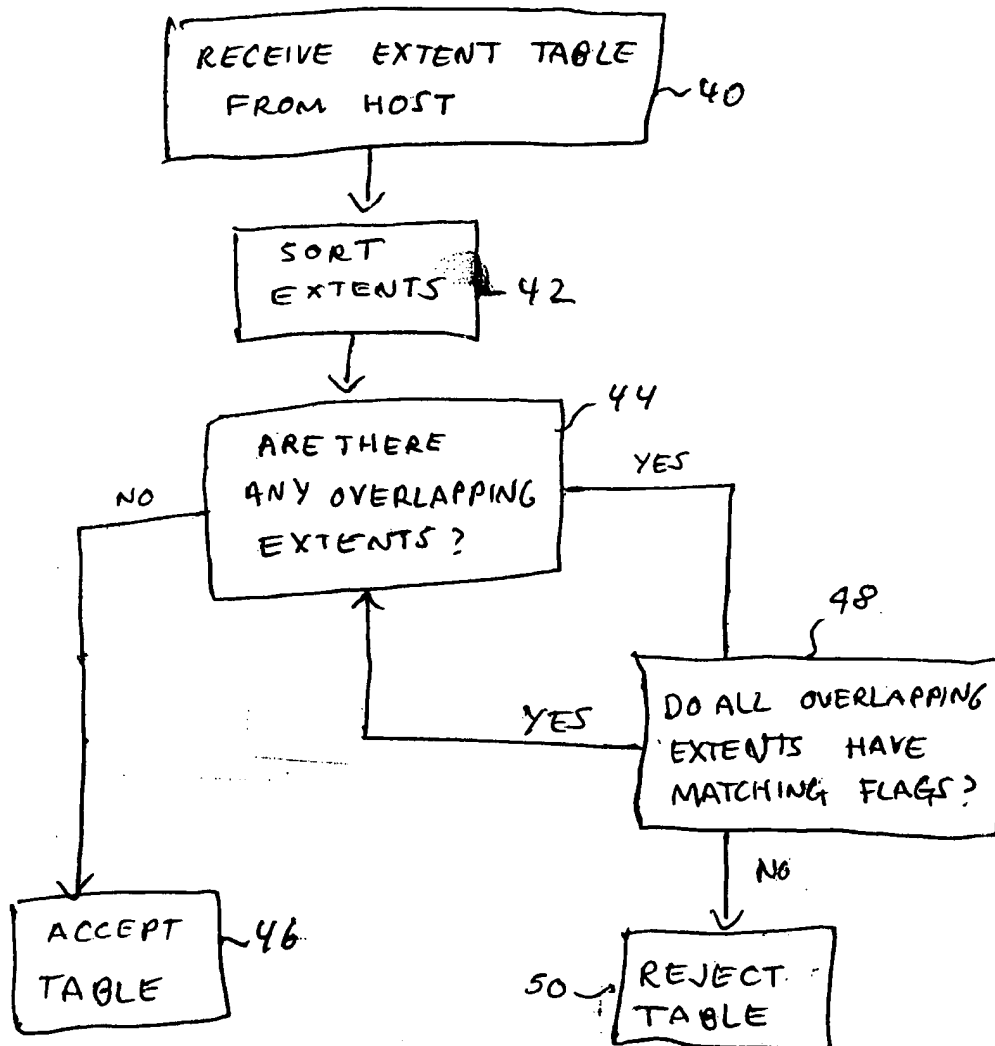 RECEIVE EXTENT TABLE
FROM HOST
40
SORT
EXTENTS
42
44
ARE THERE
ANY OVERLAPPING
EXTENTS?
NO
YES
48
DO ALL OVERLAPPING
EXTENTS HAVE
MATCHING FLAGS?
YES
NO
ACCEPT
TABLE
46
50
REJECT
TABLE